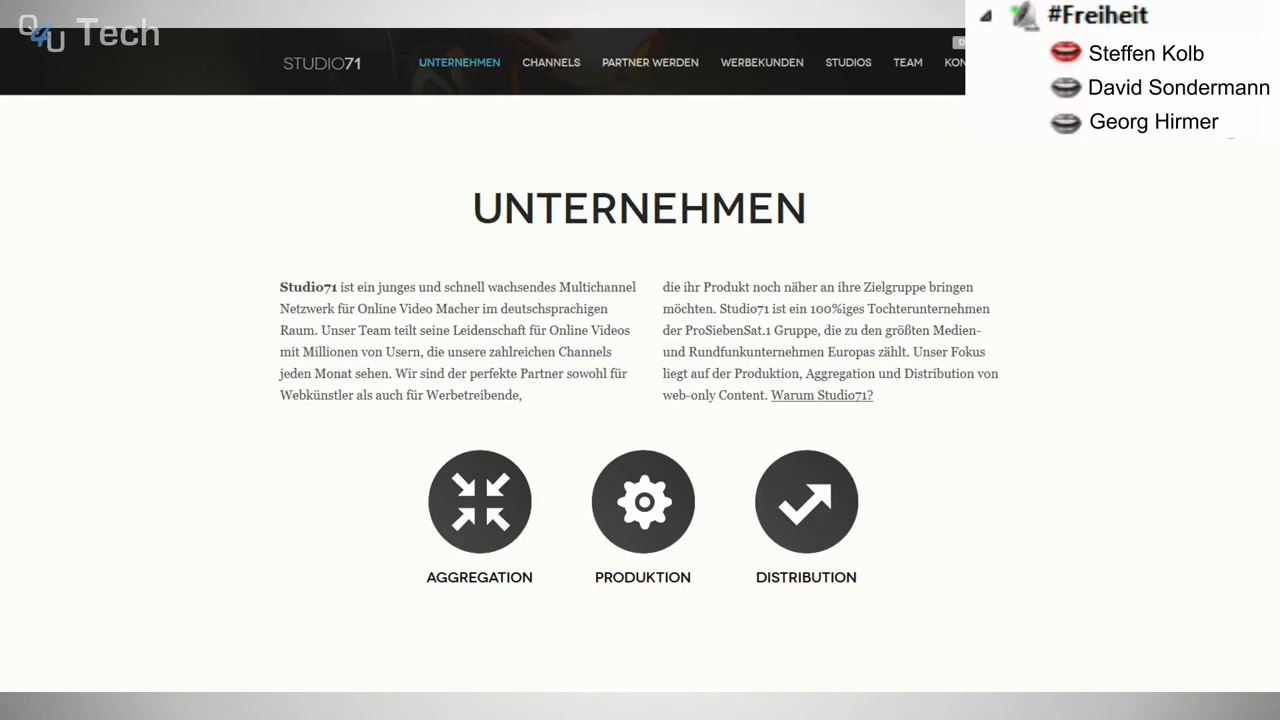 Q4U Tech
#Freiheit
Steffen Kolb
David Sondermann
Georg Hirmer
STUDIO71
UNTERNEHMEN CHANNELS PARTNER WERDEN WERBEKUNDEN STUDIOS TEAM KON
D
UNTERNEHMEN
Studio71 ist ein junges und schnell wachsendes Multichannel
Netzwerk für Online Video Macher im deutschsprachigen
Raum. Unser Team teilt seine Leidenschaft für Online Videos
mit Millionen von Usern, die unsere zahlreichen Channels
jeden Monat sehen. Wir sind der perfekte Partner sowohl für
Webkünstler als auch für Werbetreibende,
die ihr Produkt noch näher an ihre Zielgruppe bringen
möchten. Studio71 ist ein 100%iges Tochterunternehmen
der ProSiebenSat.1 Gruppe, die zu den größten Medien-
und Rundfunkunternehmen Europas zählt. Unser Fokus
liegt auf der Produktion, Aggregation und Distribution von
web-only Content. Warum Studio71?
AGGREGATION
PRODUKTION
DISTRIBUTION